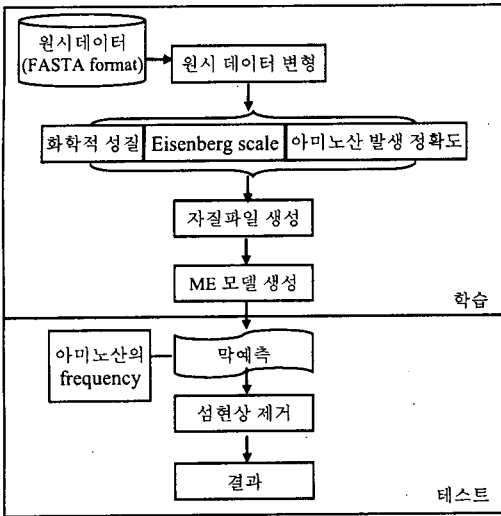 원시데이터
(FASTA format)
원시 데이터 변형
화학적 성질
Eisenberg scale
아미노산 발생 정확도
자질파일 생성
ME 모델 생성
학습
아미노산의
frequency
막예측
섬현상 제거
결과
테스트